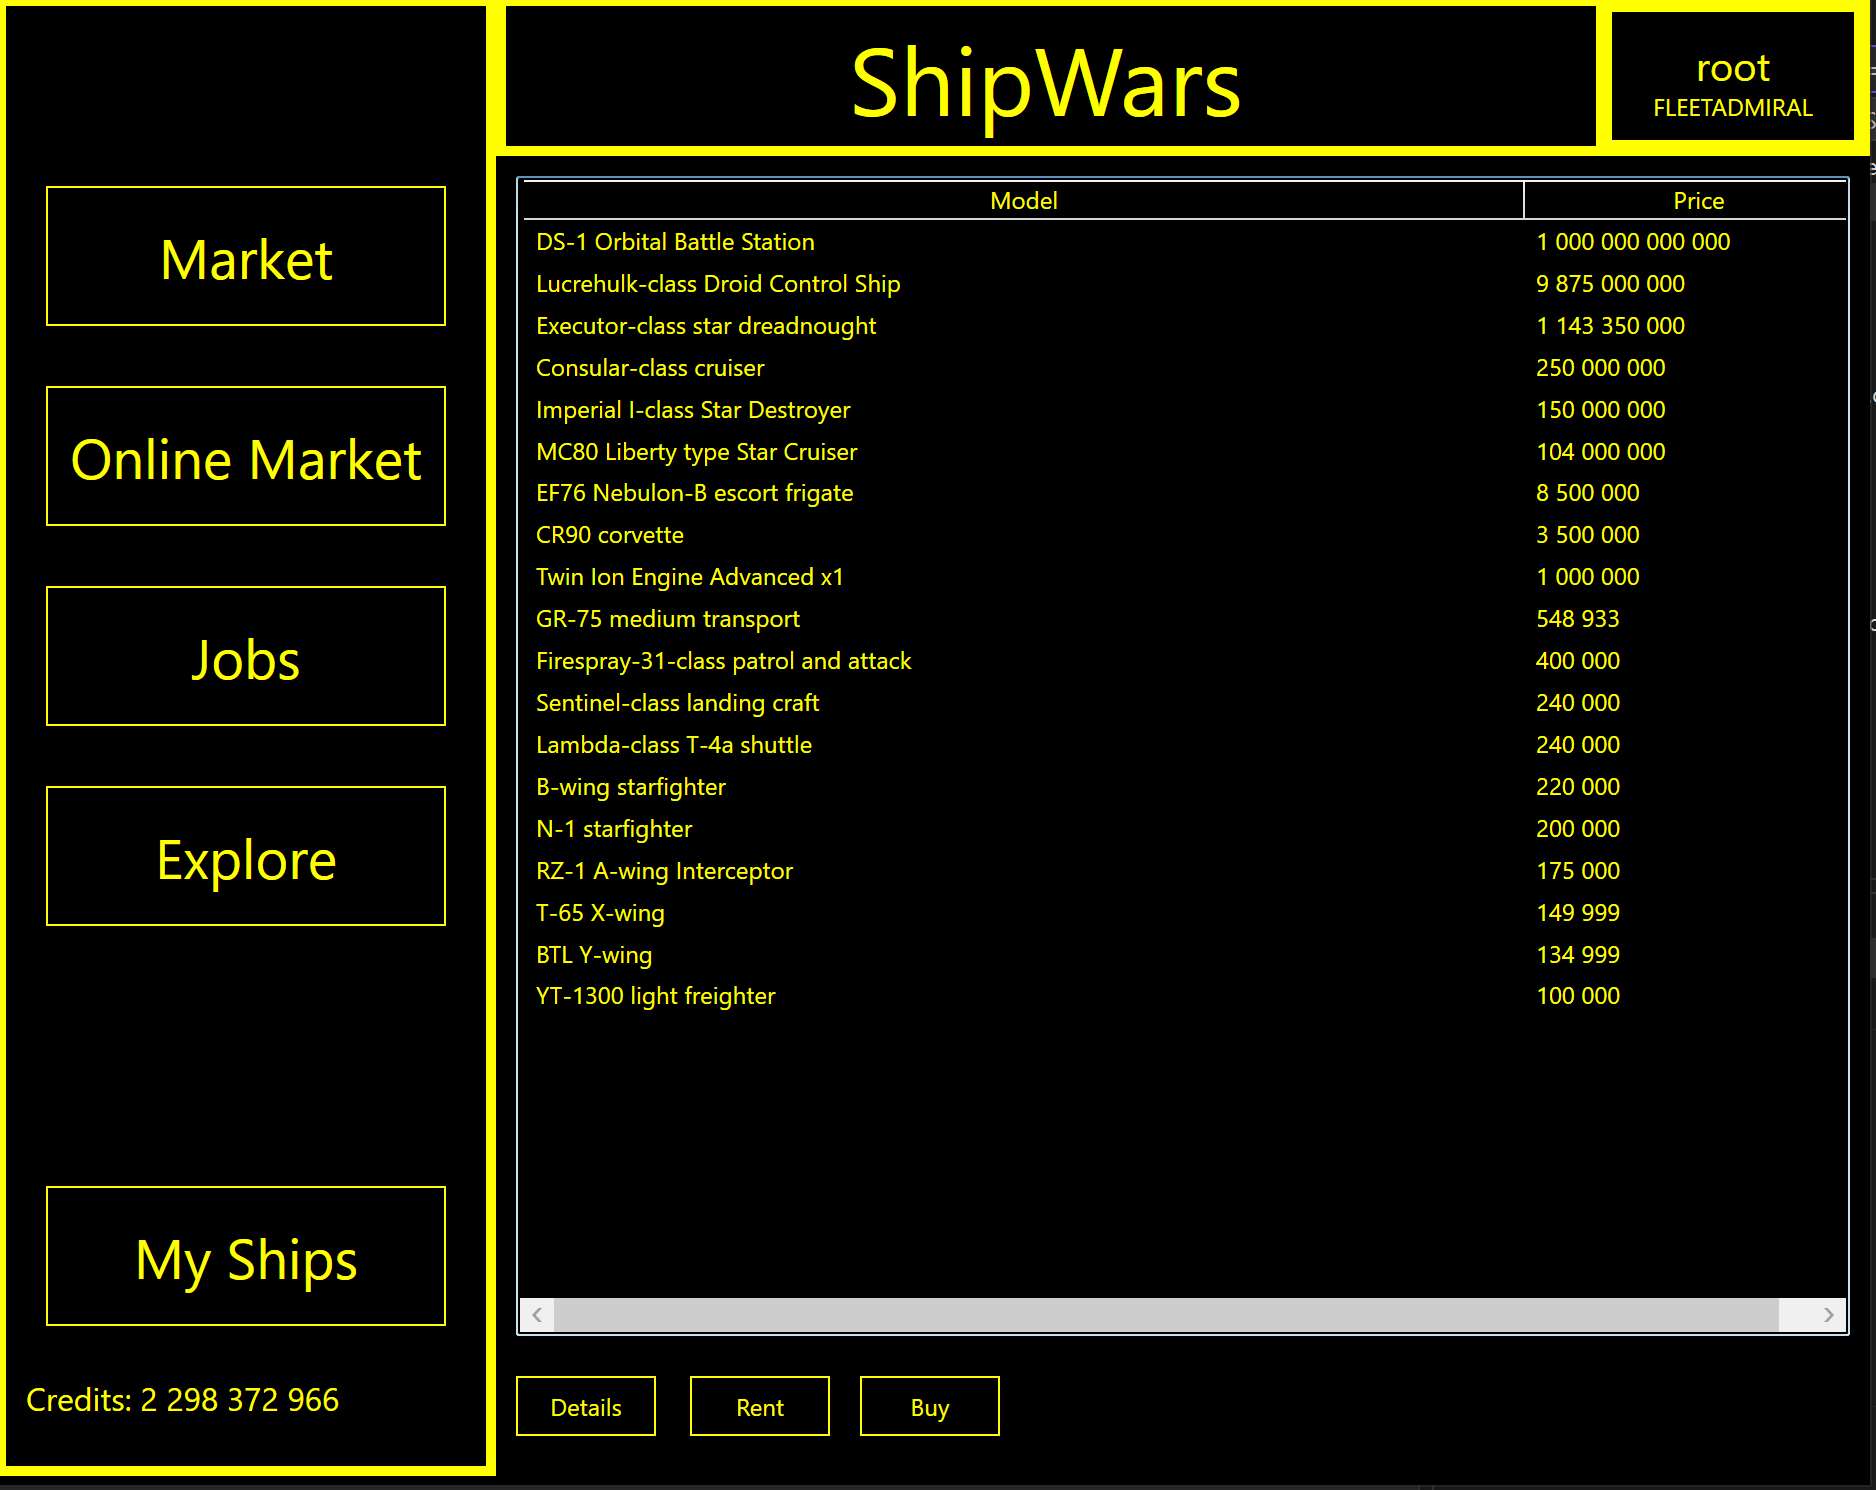 ShipWars
root
FLEETADMIRAL
Market
Online Market
Jobs
Explore
My Ships
Credits: 2 298 372 966
Model Price
DS-1 Orbital Battle Station 1 000 000 000 000
Lucrehulk-class Droid Control Ship 9 875 000 000
Executor-class star dreadnought 1 143 350 000
Consular-class cruiser 250 000 000
Imperial I-class Star Destroyer 150 000 000
MC80 Liberty type Star Cruiser 104 000 000
EF76 Nebulon-B escort frigate 8 500 000
CR90 corvette 3 500 000
Twin Ion Engine Advanced x1 1 000 000
GR-75 medium transport 548 933
Firespray-31-class patrol and attack 400 000
Sentinel-class landing craft 240 000
Lambda-class T-4a shuttle 240 000
B-wing starfighter 220 000
N-1 starfighter 200 000
RZ-1 A-wing Interceptor 175 000
T-65 X-wing 149 999
BTL Y-wing 134 999
YT-1300 light freighter 100 000
Details Rent Buy